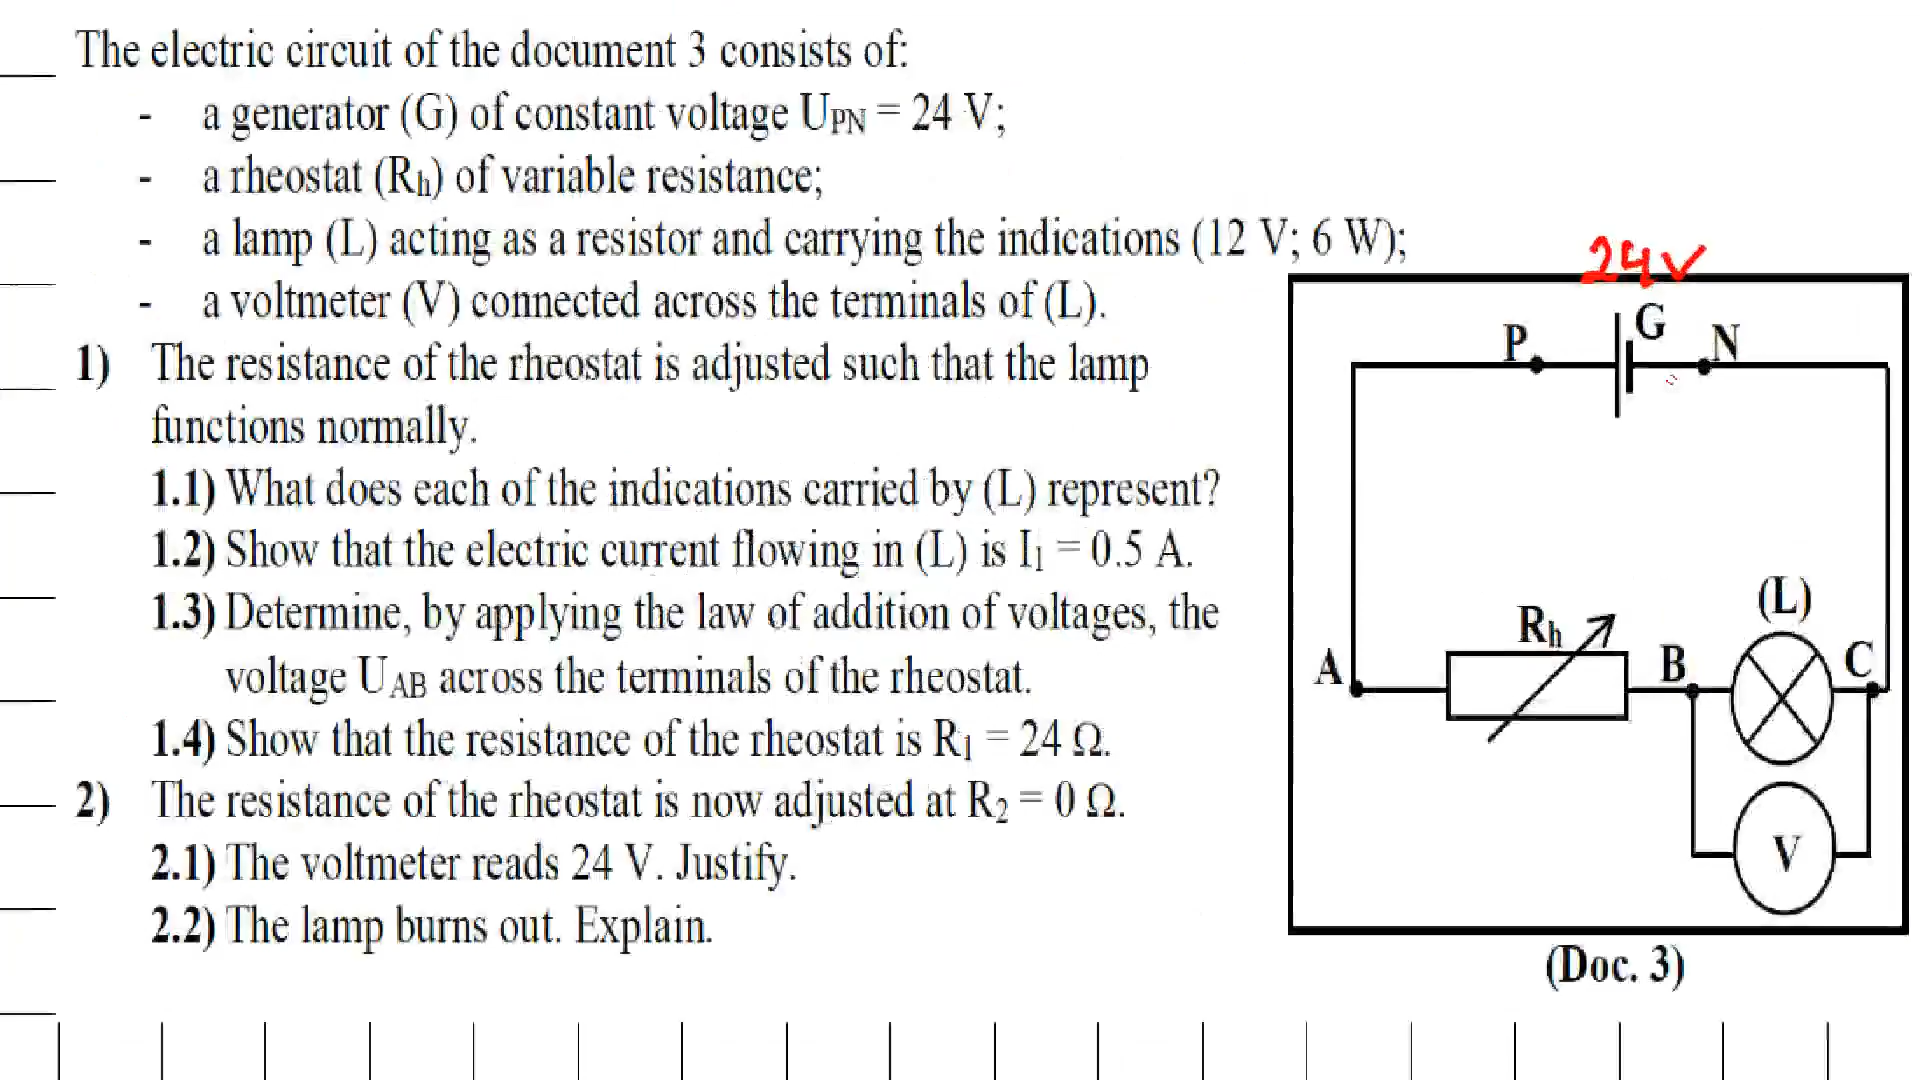 The electric circuit of the document 3 consists of:
- a generator (G) of constant voltage UPN = 24 V;
- a rheostat (Rh) of variable resistance;
- a lamp (L) acting as a resistor and carrying the indications (12 V; 6 W);
- a voltmeter (V) connected across the terminals of (L).
1) The resistance of the rheostat is adjusted such that the lamp
functions normally.
1.1) What does each of the indications carried by (L) represent?
1.2) Show that the electric current flowing in (L) is I1 = 0.5 A.
1.3) Determine, by applying the law of addition of voltages, the
voltage UAB across the terminals of the rheostat.
1.4) Show that the resistance of the rheostat is R1 = 24 Ω.
2) The resistance of the rheostat is now adjusted at R2 = 0 Ω.
2.1) The voltmeter reads 24 V. Justify.
2.2) The lamp burns out. Explain.
24V
P G N
(L)
Rh
A B C
V
(Doc. 3)